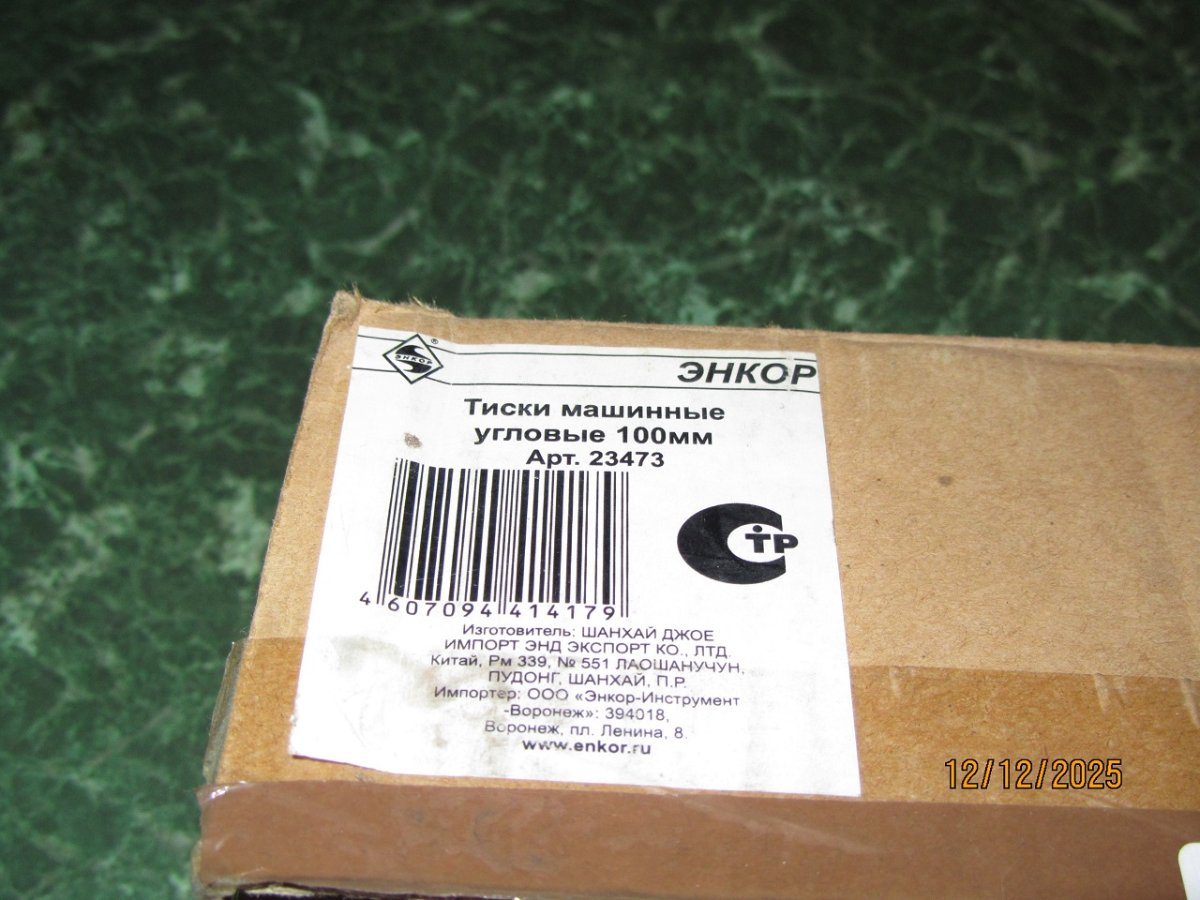 ЭНКОР ®
ЭНКОР
Тиски машинные
угловые 100мм
Арт. 23473
4 607094 414179
СТР
Изготовитель: ШАНХАЙ ДЖОЕ
ИМПОРТ ЭНД ЭКСПОРТ КО., ЛТД.
Китай, Рм 339, № 551 ЛАОШАНУЧУН,
ПУДОНГ, ШАНХАЙ, П.Р.
Импортер: ООО «Энкор-Инструмент
-Воронеж»: 394018,
Воронеж, пл. Ленина, 8.
www.enkor.ru
12/12/2025